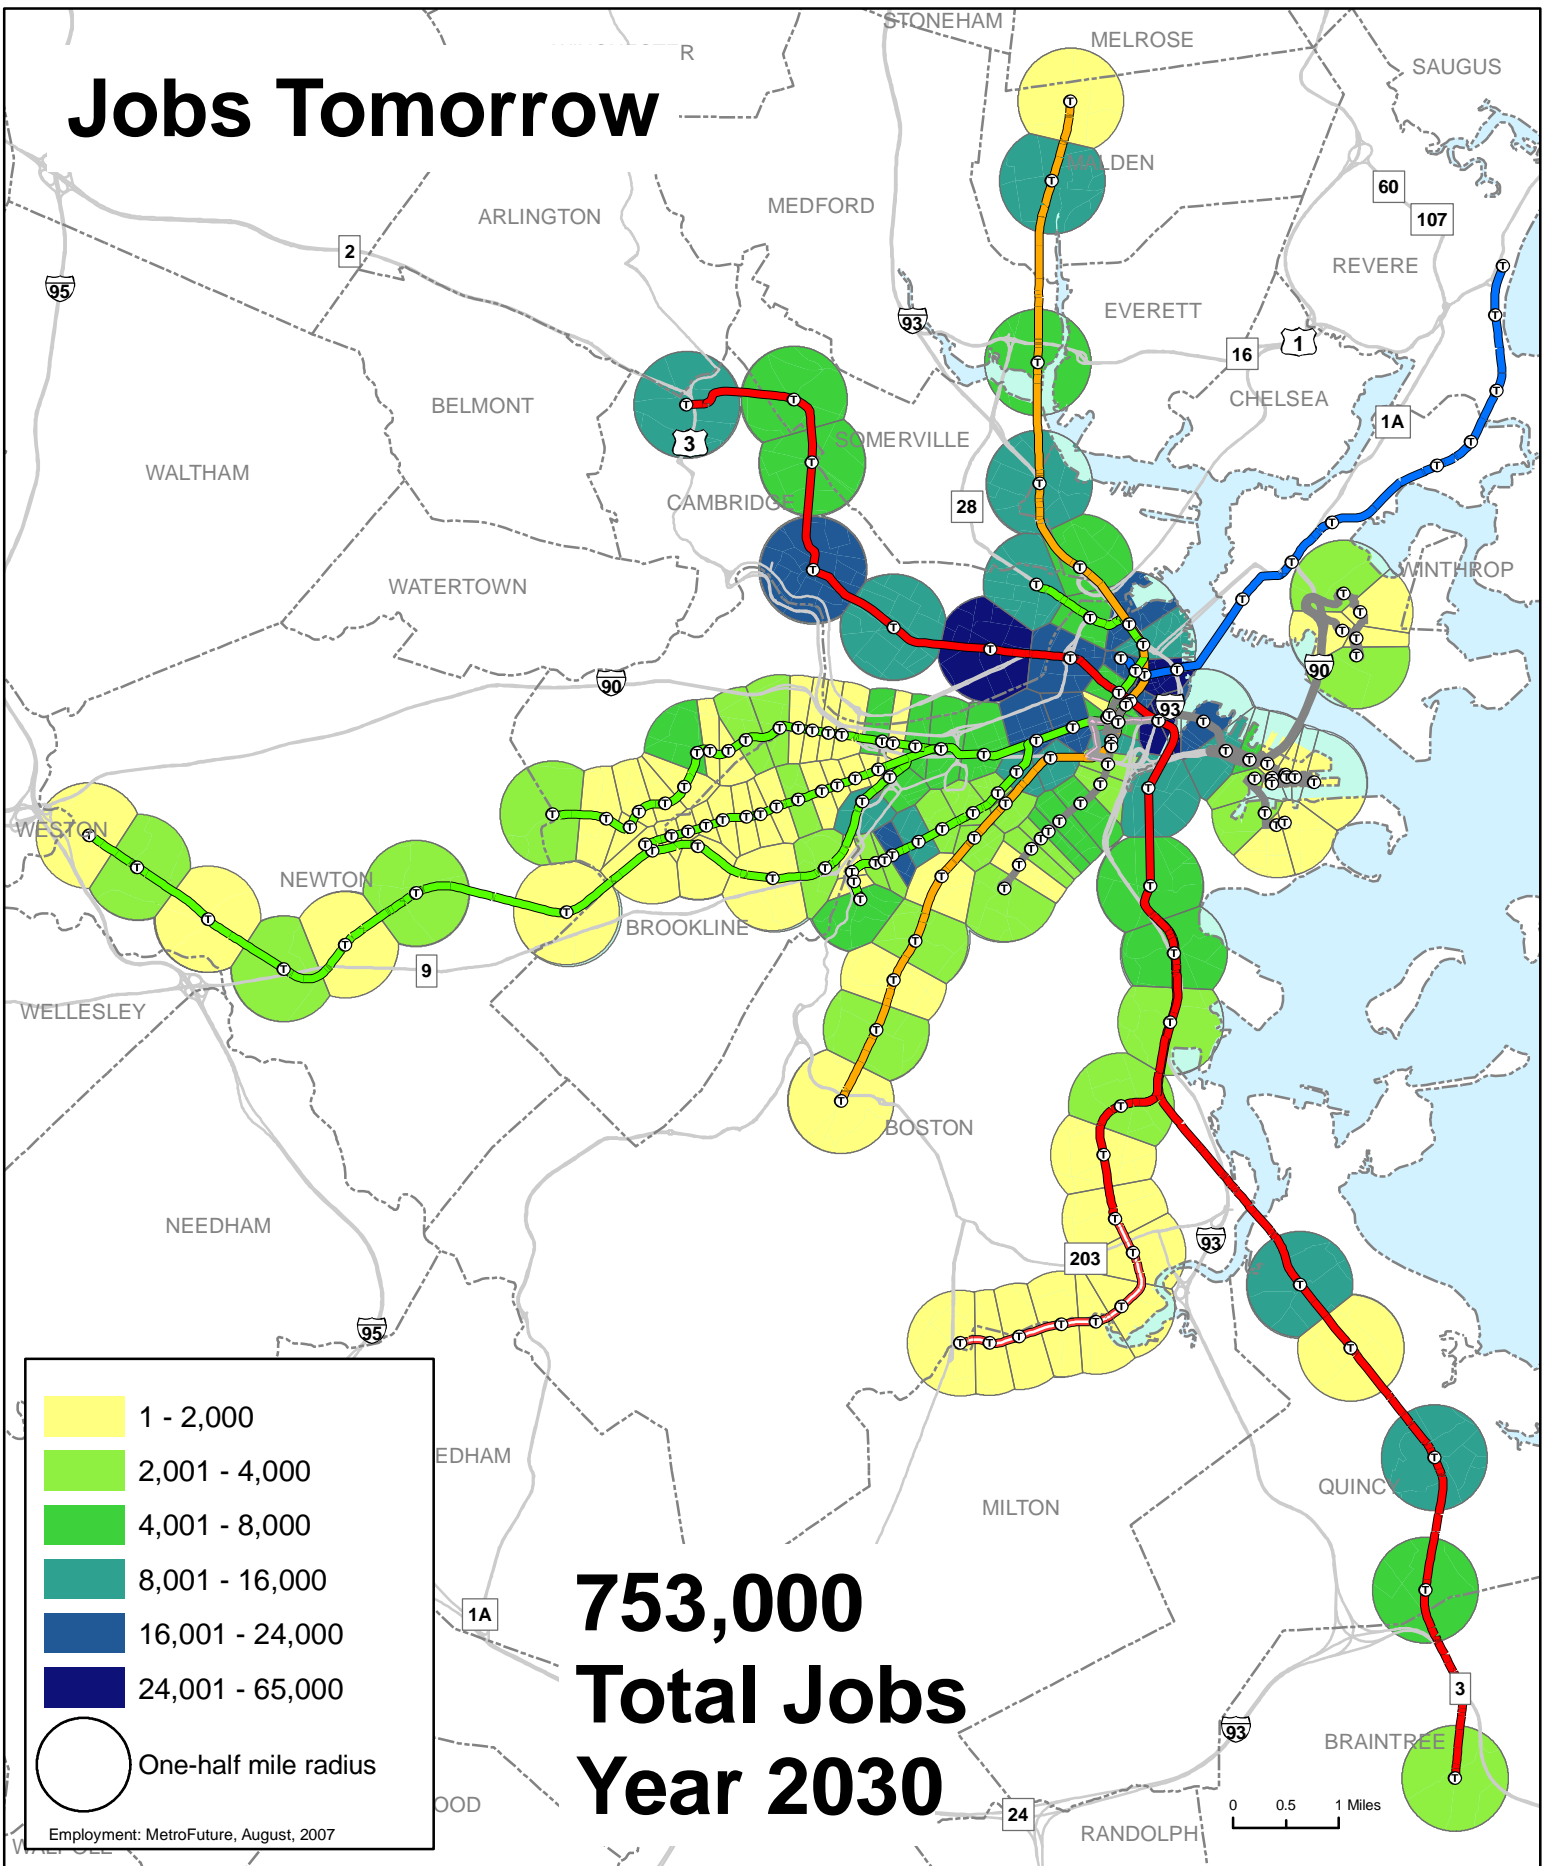 STONEHAM
MELROSE
R
SAUGUS
Jobs Tomorrow
MALDEN
60
107
ARLINGTON
MEDFORD
2
REVERE
95
EVERETT
93
16
1
BELMONT
CHELSEA
1A
3
SOMERVILLE
WALTHAM
CAMBRIDGE
28
WATERTOWN
WINTHROP
90
90
93
WESTON
NEWTON
BROOKLINE
9
WELLESLEY
BOSTON
NEEDHAM
93
203
95
1 - 2,000
2,001 - 4,000
4,001 - 8,000
8,001 - 16,000
16,001 - 24,000
24,001 - 65,000
One-half mile radius
Employment: MetroFuture, August, 2007
EDHAM
QUINCY
MILTON
1A
753,000
Total Jobs
Year 2030
3
93
BRAINTREE
OOD
24
RANDOLPH
0 0.5 1 Miles